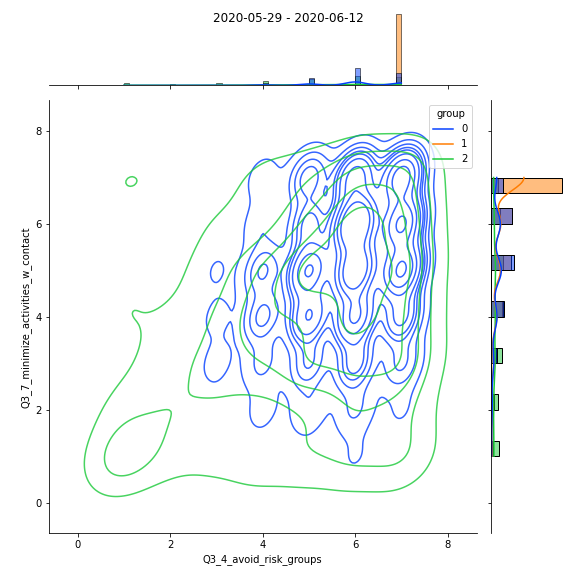 2020-05-29 - 2020-06-12
group
0
1
2
8
6
4
2
0
Q3_7_minimize_activities_w_contact
0 2 4 6 8
Q3_4_avoid_risk_groups